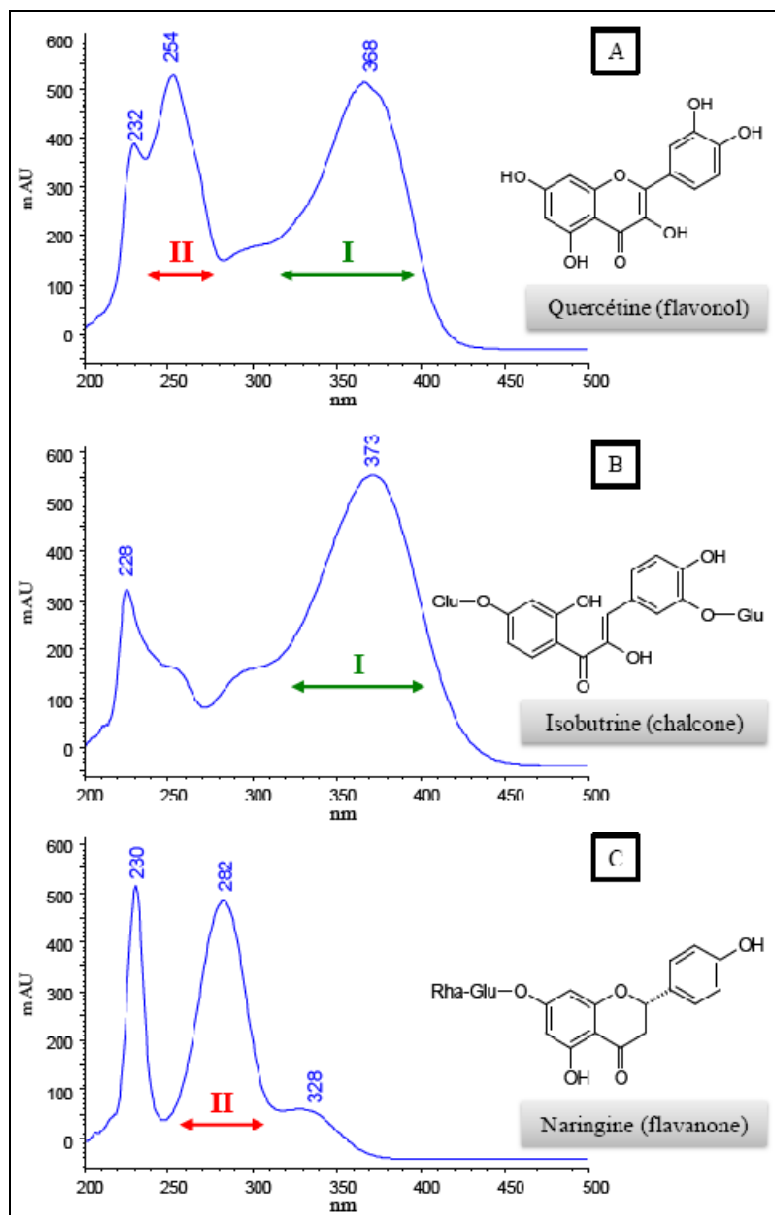 A
600
500
400
300
200
100
0
mAU
232
254
368
II
I
200
250
300
350
400
450
500
nm
OH
OH
HO
O
OH
OH
O
Quercétine (flavonol)
B
600
500
400
300
200
100
0
mAU
228
373
I
200
250
300
350
400
450
500
nm
OH
Glu—O
OH
O—Glu
OH
O
Isobutrine (chalcone)
C
600
500
400
300
200
100
0
mAU
230
282
328
II
200
250
300
350
400
450
500
nm
OH
Rha-Glu—O
O
OH
O
Naringine (flavanone)